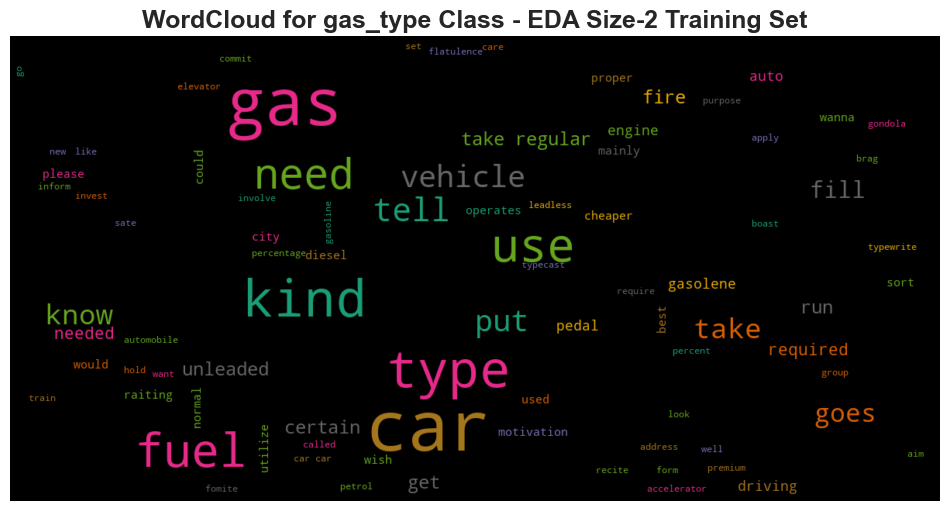 WordCloud for gas_type Class - EDA Size-2 Training Set
set
flatulence
care
commit
go
elevator
gas
proper
auto
fire
purpose
wanna
gondola
take regular
engine
apply
mainly
new
like
could
brag
please
need
vehicle
fill
inform
invest
involve
tell
operates
leadless
cheaper
sate
gasoline
boast
city
percentage
diesel
use
typewrite
typecast
kind
require
gasolene
sort
know
needed
put
pedal
best
take
run
automobile
percent
required
would
hold
want
unleaded
type
group
train
raiting
normal
used
look
goes
car
certain
motivation
fuel
called
utilize
car car
wish
address
well
aim
recite
form
premium
fomite
petrol
get
accelerator
driving